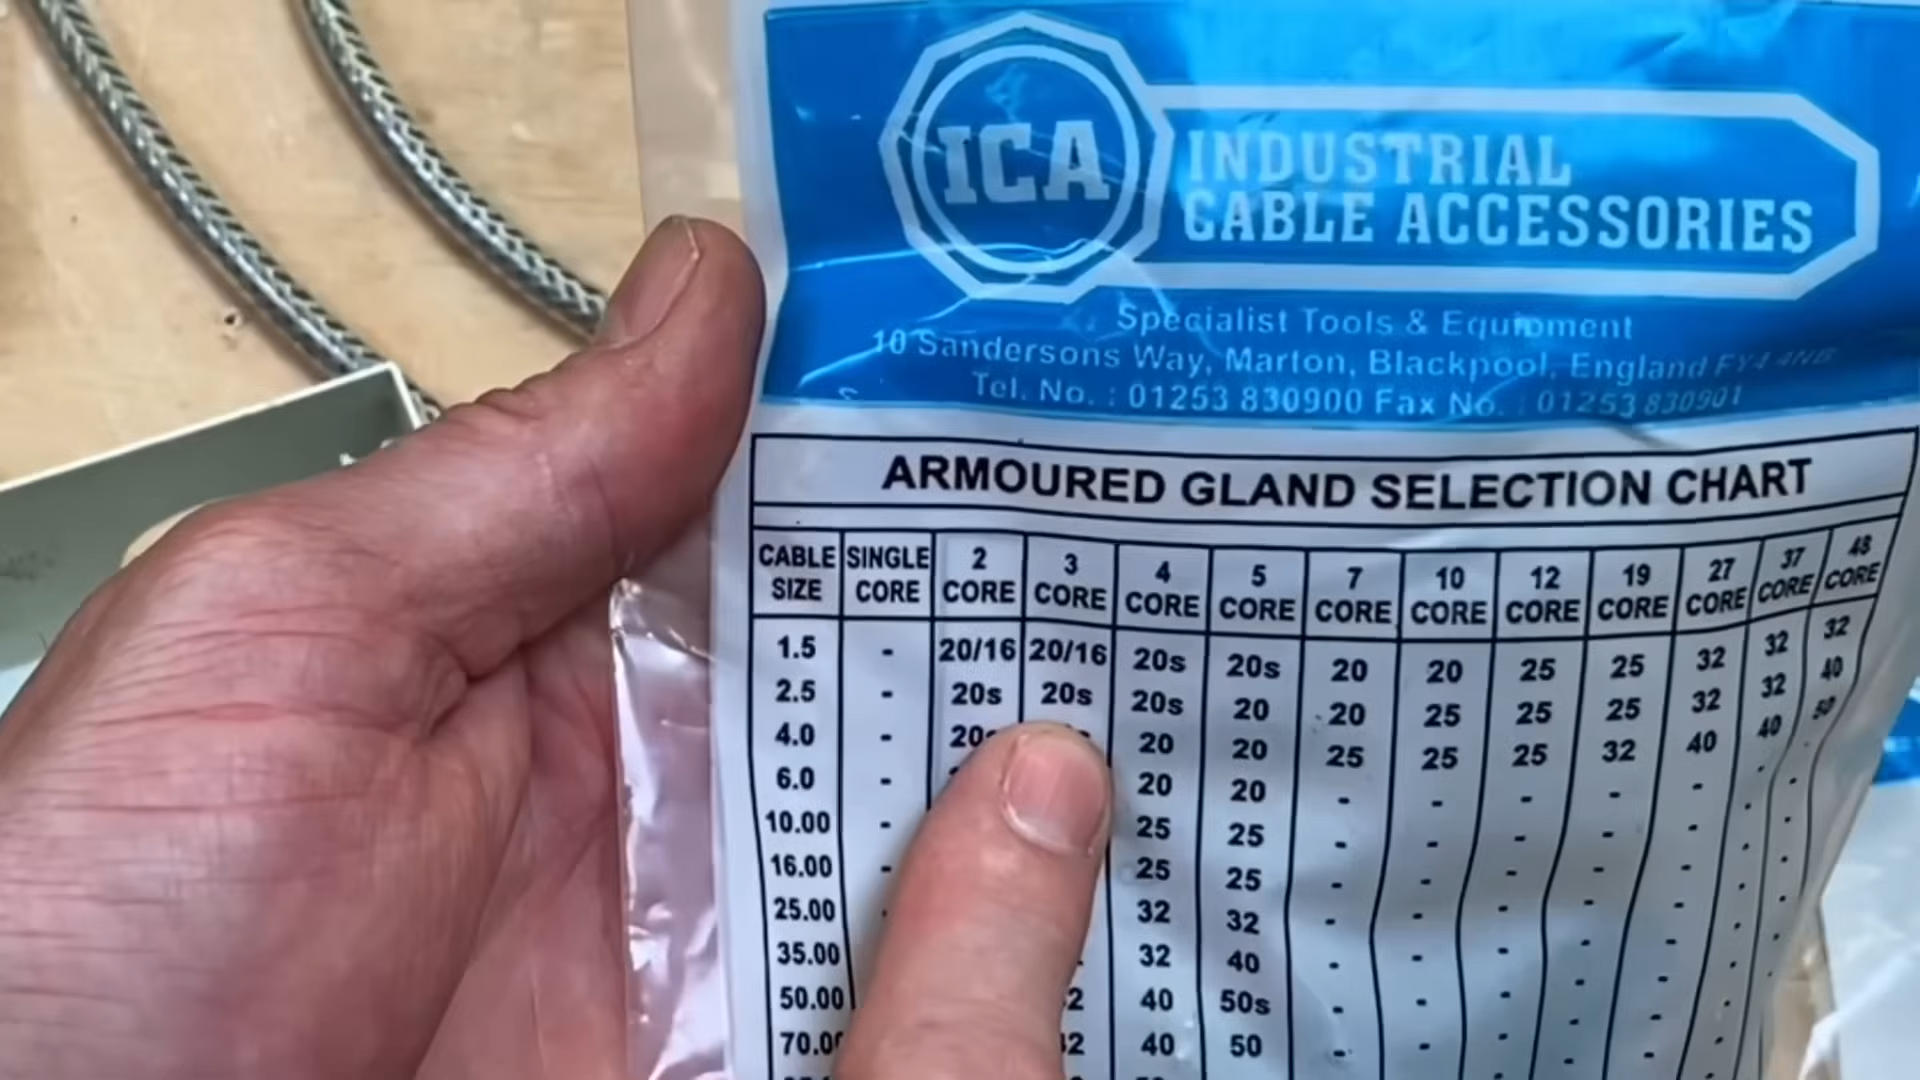 ICA
INDUSTRIAL
CABLE ACCESSORIES
Specialist Tools & Equipment
10 Sandersons Way, Marton, Blackpool, England FY4 4NB
Tel. No. : 01253 830900 Fax No. : 01253 830901
ARMOURED GLAND SELECTION CHART
CABLE SIZE SINGLE CORE 2 CORE 3 CORE 4 CORE 5 CORE 7 CORE 10 CORE 12 CORE 19 CORE 27 CORE 37 CORE 48 CORE
1.5 - 20/16 20/16 20s 20s 20 20 25 25 32 32 32
2.5 - 20s 20s 20s 20 20 25 25 25 32 32 40
4.0 - 20 20 25 25 25 32 40 40 50
6.0 - 20 20 - - - - - - -
10.00 - 25 25 - - - - - - -
16.00 - 25 25 - - - - - - -
25.00 - 32 32 - - - - - - -
35.00 32 40 - - - - - - -
50.00 40 50s - - - - - - -
70.00 40 50 - - - - - - -